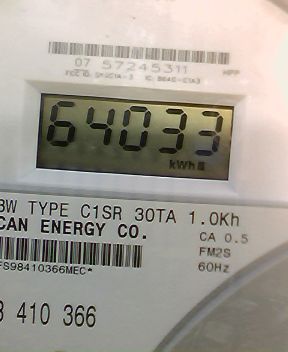 07 57245311
64033
kWh
3W TYPE C1SR 30TA 1.0Kh
CAN ENERGY CO.
CA 0.5
FM2S
60Hz
FS98410366MEC*
410 366